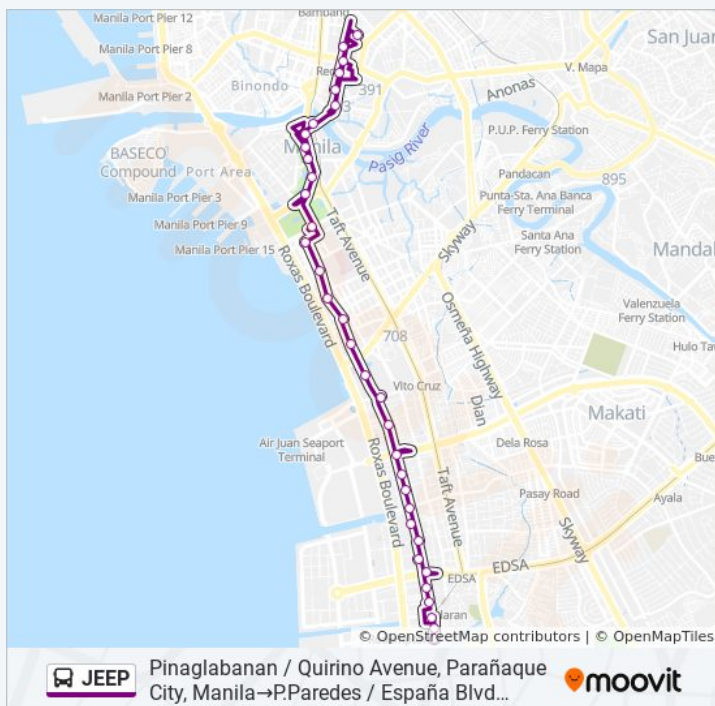 Manila Port Pier 12
Bambang
San Juan
Manila Port Pier 8
V. Mapa
Binondo
391
Anonas
Manila Port Pier 2
P.U.P. Ferry Station
Manila
BASECO
Compound
Port Area
Pasig River
Pandacan
895
Manila Port Pier 3
Punta-Sta. Ana Banca
Ferry Terminal
Manila Port Pier 9
Taft Avenue
Skyway
Santa Ana
Ferry Station
Manila Port Pier 15
Roxas Boulevard
Osmeña Highway
Valenzuela
Ferry Station
708
Hulo
Vito Cruz
Dian
Makati
Air Juan Seaport
Terminal
Dela Rosa
Roxas Boulevard
Taft Avenue
Pasay Road
Ayala
Skyway
EDSA
EDSA
© OpenStreetMap contributors | © OpenMapTiles
JEEP
Pinaglabanan / Quirino Avenue, Parañaque
City, Manila→P.Paredes / España Blvd…
moovit